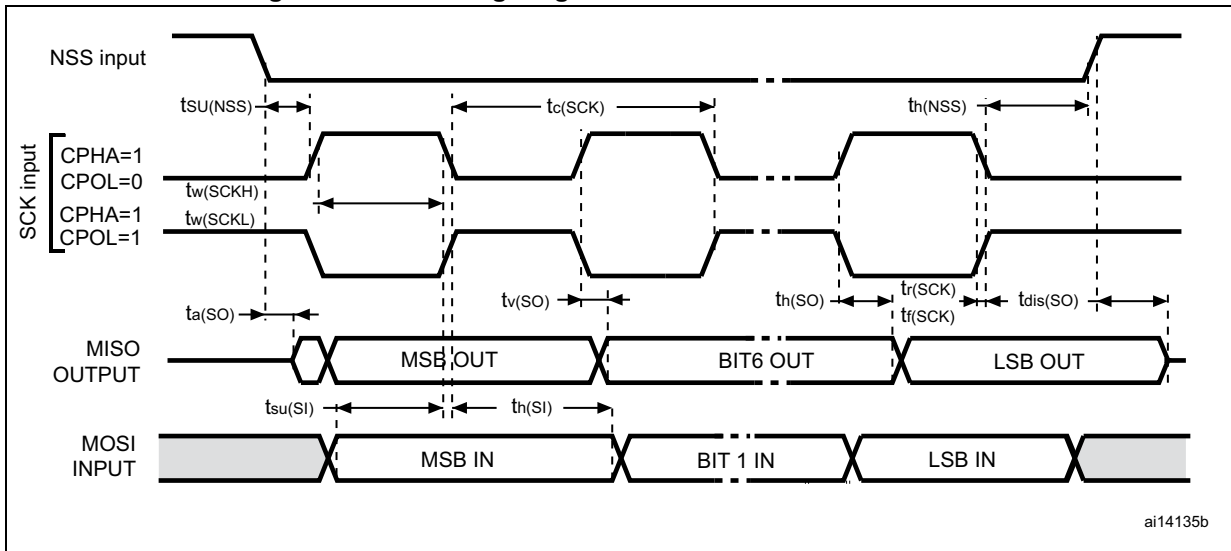 NSS input
tSU(NSS)
tc(SCK)
th(NSS)
SCK input
CPHA=1
CPOL=0
tw(SCKH)
CPHA=1
tw(SCKL)
CPOL=1
ta(SO)
tv(SO)
th(SO)
tr(SCK)
tf(SCK)
tdis(SO)
MISO
OUTPUT
MSB OUT
BIT6 OUT
LSB OUT
tsu(SI)
th(SI)
MOSI
INPUT
MSB IN
BIT 1 IN
LSB IN
ai14135b